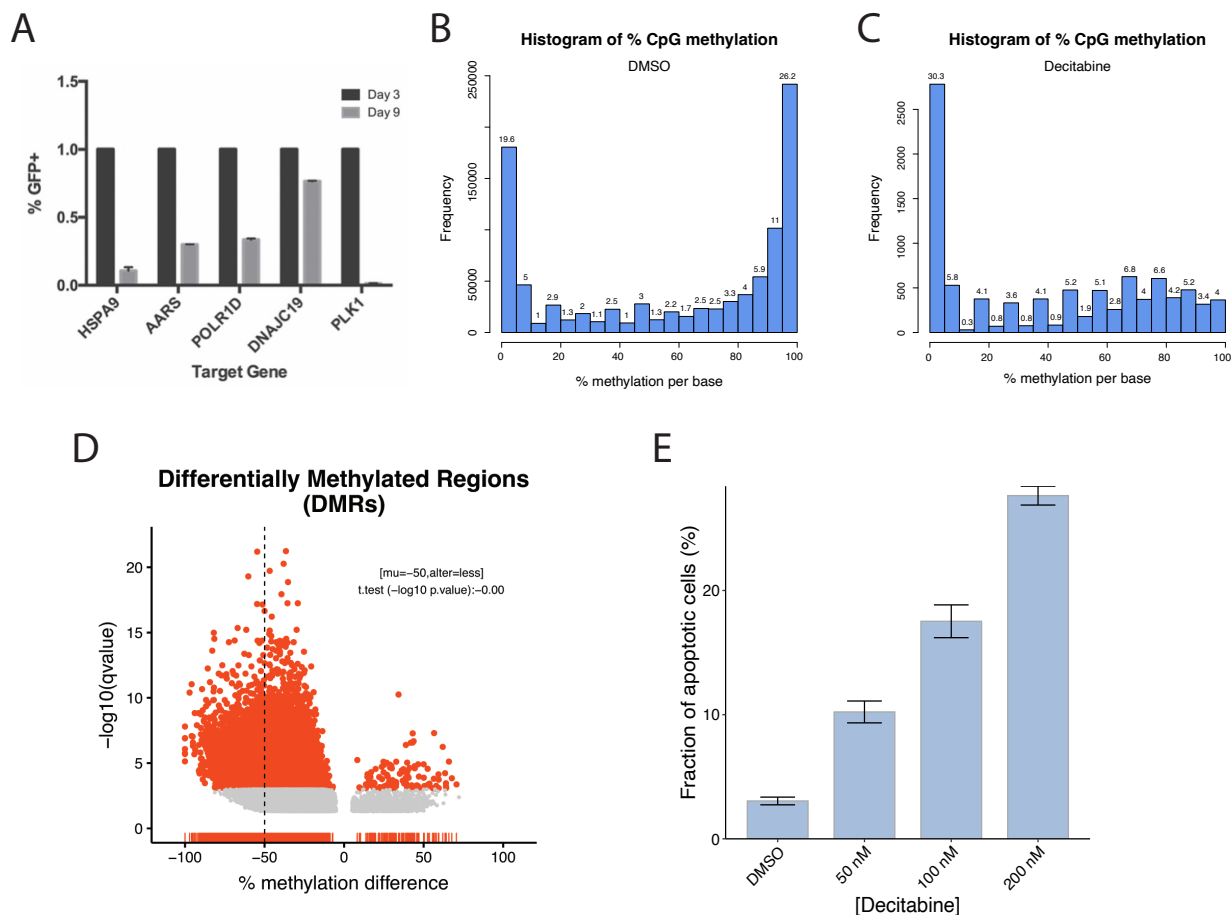 A
1.5
1.0
0.5
0.0
% GFP+
Day 3
Day 9
HSPA9
AARS
POLR1D
DNAJC19
PLK1
Target Gene
B
Histogram of % CpG methylation
DMSO
250000
150000
50000
0
Frequency
19.6
5
1
2.9
1.3
2
1.1
2.5
1
3
1.3
2.2
1.7
2.5
2.5
3.3
4
5.9
11
26.2
0
20
40
60
80
100
% methylation per base
C
Histogram of % CpG methylation
Decitabine
2500
2000
1500
1000
500
0
Frequency
30.3
5.8
0.3
4.1
0.8
3.6
0.8
4.1
0.9
5.2
1.9
5.1
2.8
6.8
4
6.6
4.2
5.2
3.4
4
0
20
40
60
80
100
% methylation per base
D
Differentially Methylated Regions
(DMRs)
[mu=−50,alter=less]
t.test (−log10 p.value):−0.00
20
15
10
5
0
−log10(qvalue)
−100
−50
0
50
100
% methylation difference
E
Fraction of apoptotic cells (%)
20
10
0
DMSO
50 nM
100 nM
200 nM
[Decitabine]